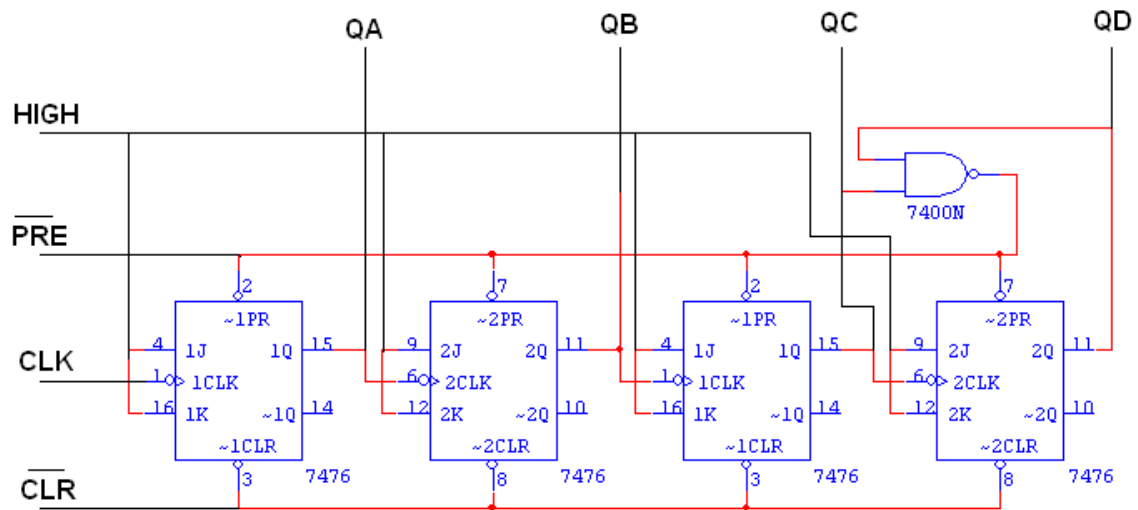 QA QB QC QD
HIGH
7400N
PRE
2 7 2 7
~1PR ~2PR ~1PR ~2PR
4 1J 1Q 15 9 2J 2Q 11 4 1J 1Q 15 9 2J 2Q 11
CLK 1 1CLK 6 2CLK 1 1CLK 6 2CLK
16 1K ~1Q 14 12 2K ~2Q 10 16 1K ~1Q 14 12 2K ~2Q 10
~1CLR ~2CLR ~1CLR ~2CLR
3 7476 8 7476 3 7476 8 7476
CLR